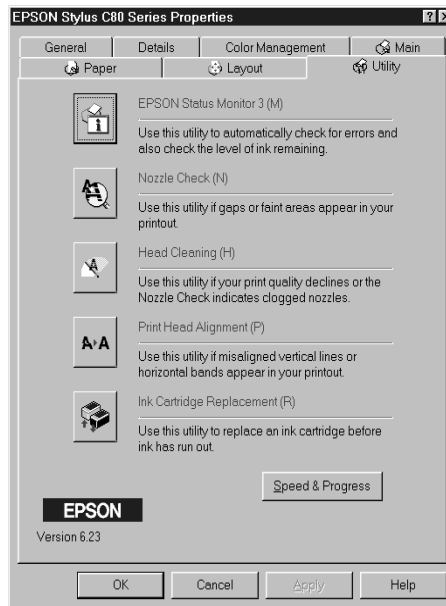 EPSON Stylus C80 Series Properties
General
Details
Color Management
Main
Paper
Layout
Utility
EPSON Status Monitor 3 (M)
Use this utility to automatically check for errors and
also check the level of ink remaining.
Nozzle Check (N)
Use this utility if gaps or faint areas appear in your
printout.
Head Cleaning (H)
Use this utility if your print quality declines or the
Nozzle Check indicates clogged nozzles.
Print Head Alignment (P)
Use this utility if misaligned vertical lines or
horizontal bands appear in your printout.
Ink Cartridge Replacement (R)
Use this utility to replace an ink cartridge before
ink has run out.
Speed & Progress
EPSON
Version 6.23
OK
Cancel
Apply
Help